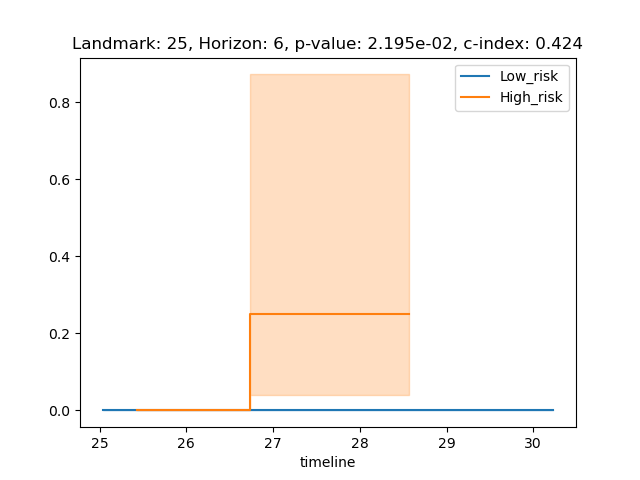 Landmark: 25, Horizon: 6, p-value: 2.195e-02, c-index: 0.424
Low_risk
High_risk
0.8
0.6
0.4
0.2
0.0
25 26 27 28 29 30
timeline